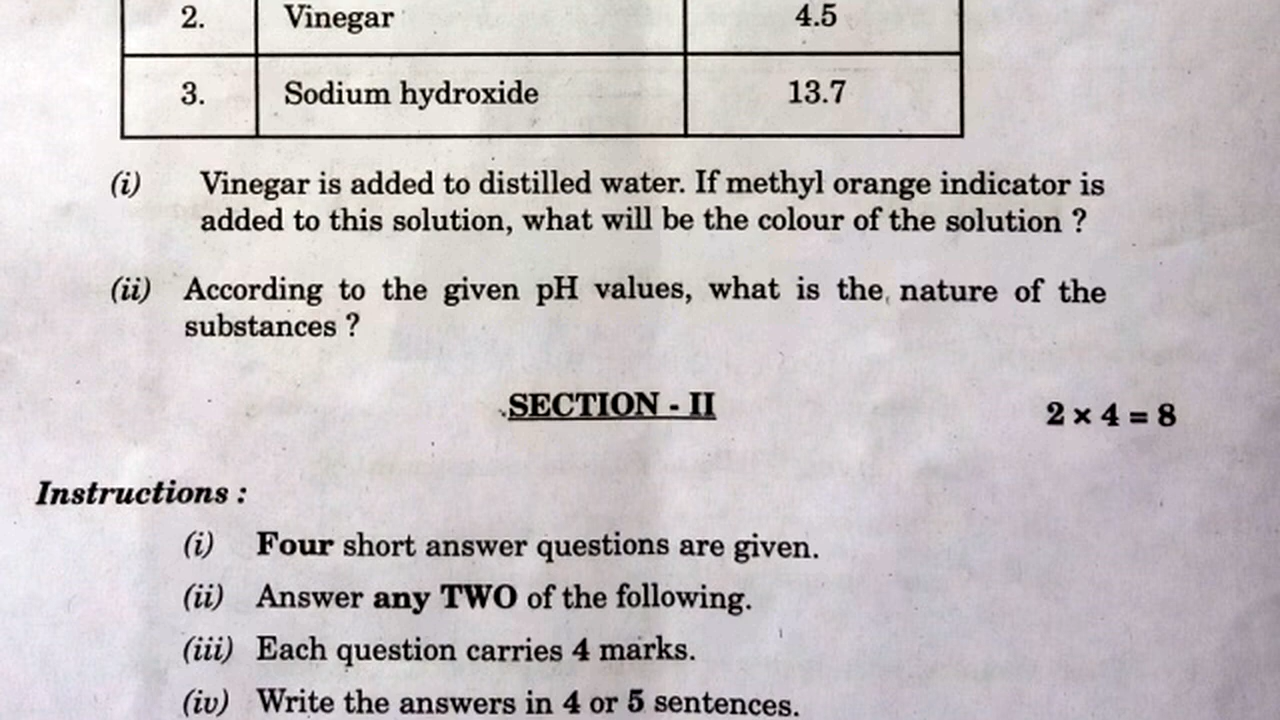 2. Vinegar 4.5
3. Sodium hydroxide 13.7
(i) Vinegar is added to distilled water. If methyl orange indicator is
added to this solution, what will be the colour of the solution ?
(ii) According to the given pH values, what is the nature of the
substances ?
SECTION - II 2 × 4 = 8
Instructions :
(i) Four short answer questions are given.
(ii) Answer any TWO of the following.
(iii) Each question carries 4 marks.
(iv) Write the answers in 4 or 5 sentences.